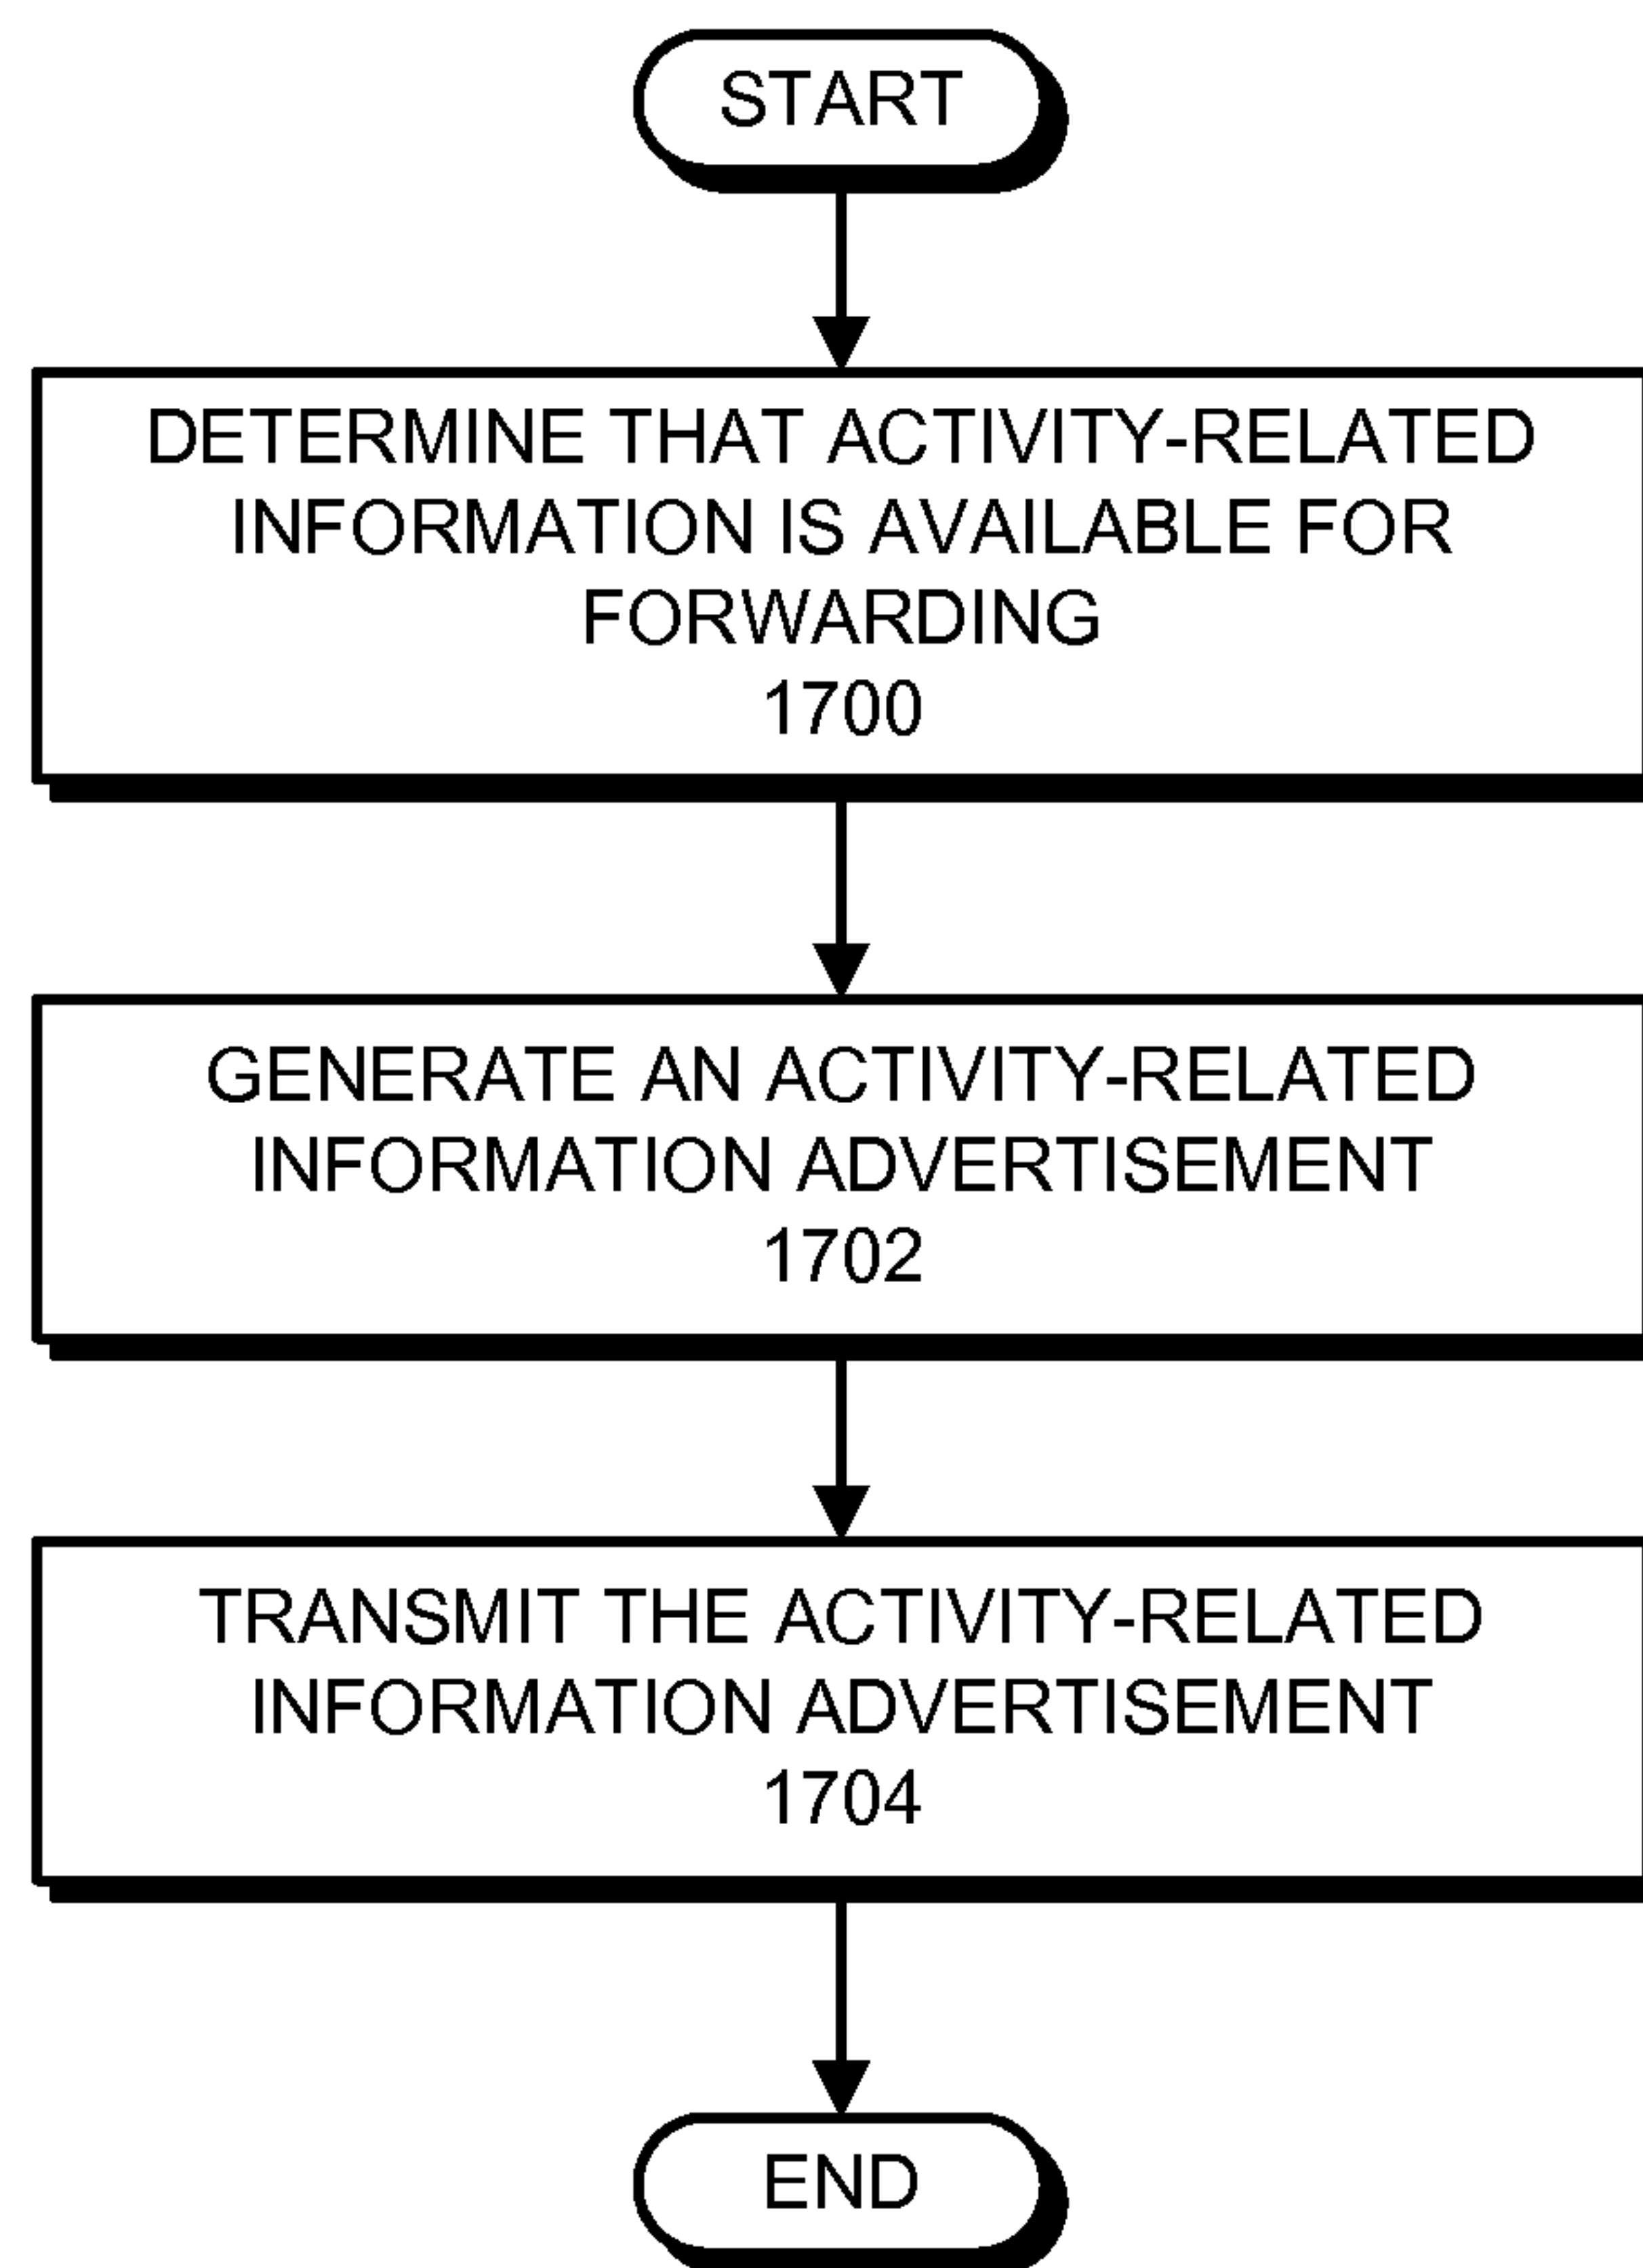 START
DETERMINE THAT ACTIVITY-RELATED
INFORMATION IS AVAILABLE FOR
FORWARDING
1700
GENERATE AN ACTIVITY-RELATED
INFORMATION ADVERTISEMENT
1702
TRANSMIT THE ACTIVITY-RELATED
INFORMATION ADVERTISEMENT
1704
END